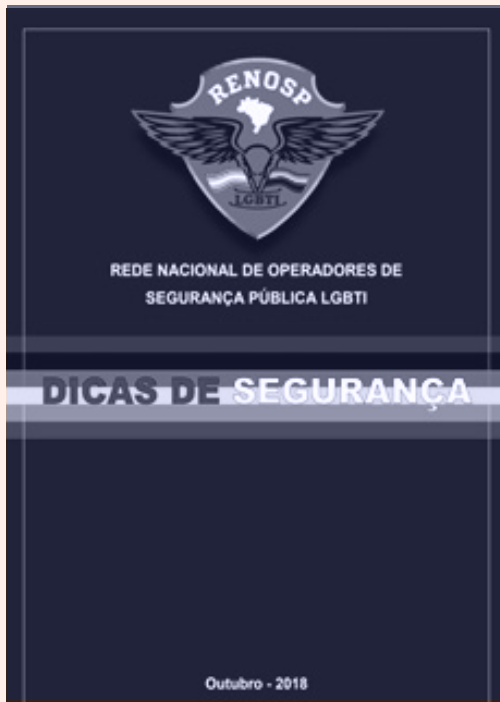 RENOSP
LGBTI
REDE NACIONAL DE OPERADORES DE
SEGURANÇA PÚBLICA LGBTI
DICAS DE SEGURANÇA
Outubro - 2018